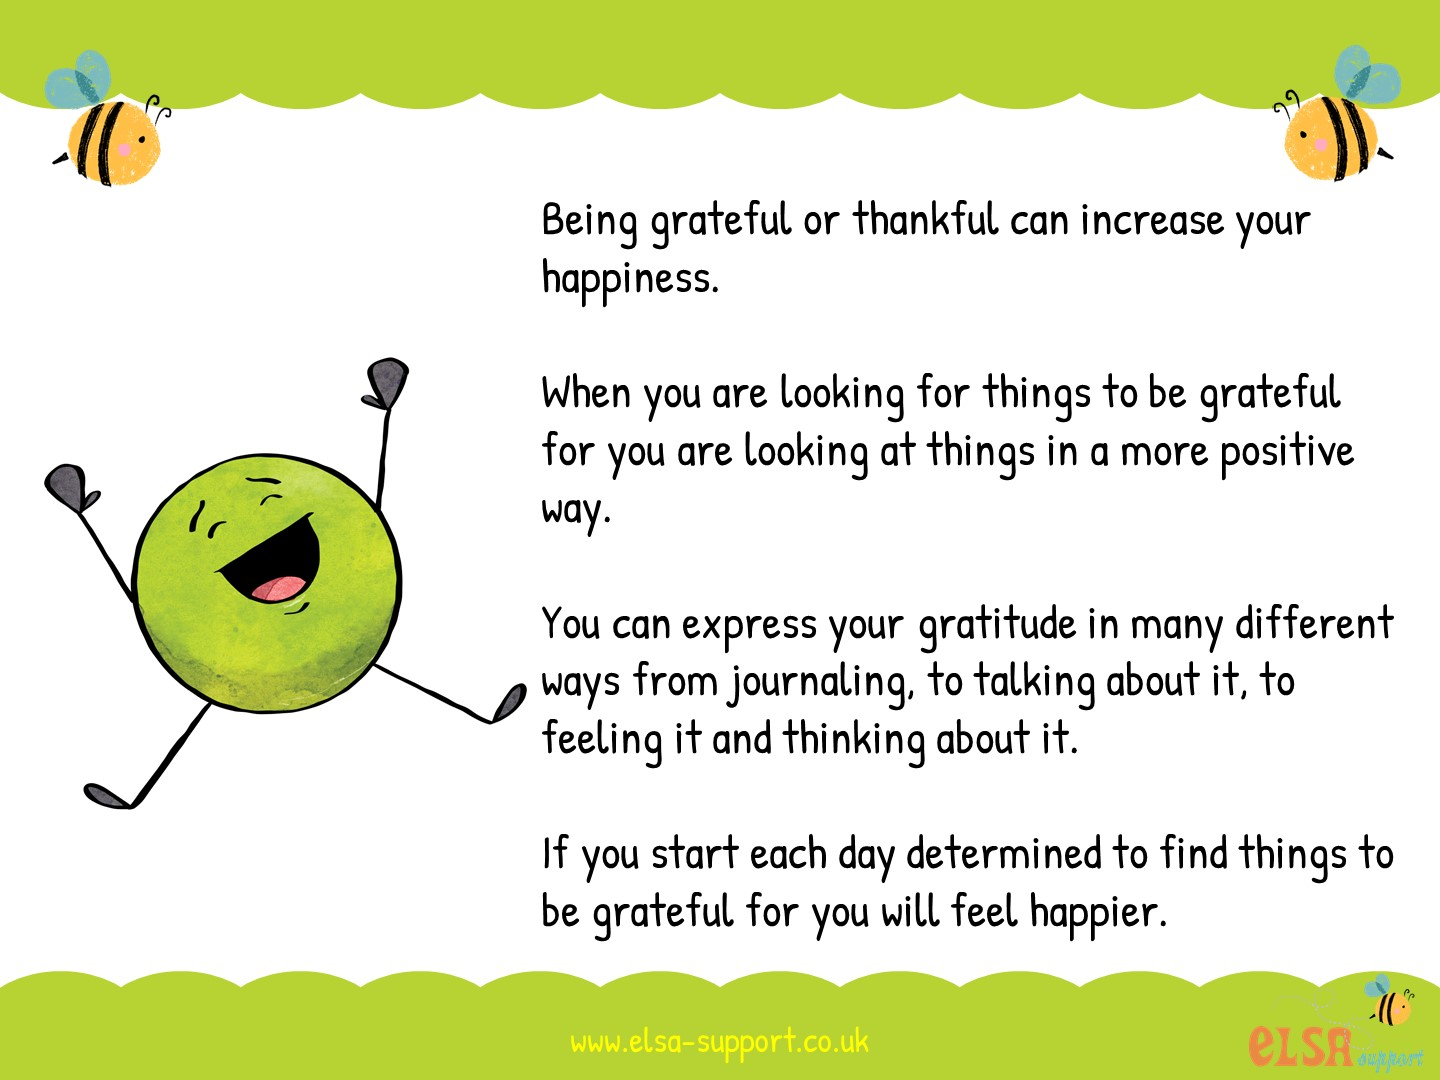 Being grateful or thankful can increase your
happiness.
When you are looking for things to be grateful
for you are looking at things in a more positive
way.
You can express your gratitude in many different
ways from journaling, to talking about it, to
feeling it and thinking about it.
If you start each day determined to find things to
be grateful for you will feel happier.
www.elsa-support.co.uk
ELSA support